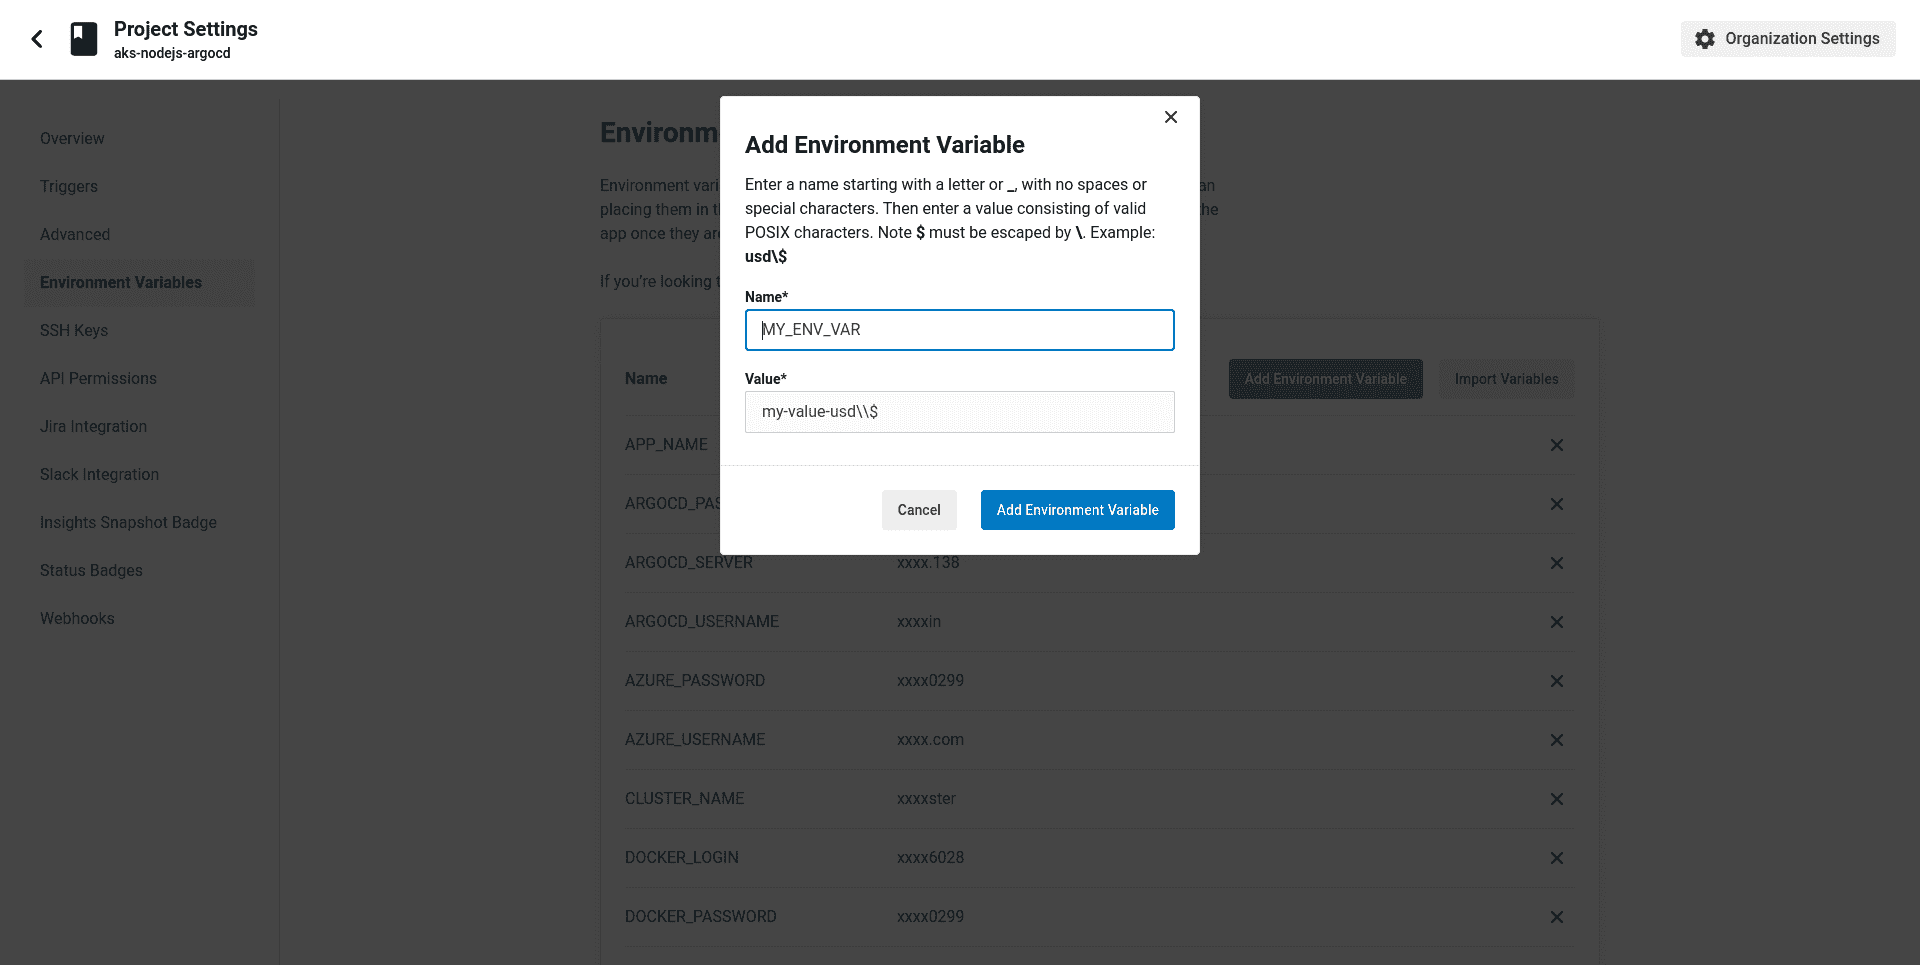 Project Settings
aks-nodejs-argocd
Organization Settings
Overview
Triggers
Advanced
Environment Variables
SSH Keys
API Permissions
Jira Integration
Slack Integration
Insights Snapshot Badge
Status Badges
Webhooks
Environm
Environment vari an
placing them in t the
app once they are
If you're looking
Add Environment Variable
Enter a name starting with a letter or _, with no spaces or
special characters. Then enter a value consisting of valid
POSIX characters. Note $ must be escaped by \. Example:
usd\$
Name*
MY_ENV_VAR
Value*
my-value-usd\\$
Cancel Add Environment Variable
Name Add Environment Variable Import Variables
APP_NAME
ARGOCD_PAS
ARGOCD_SERVER xxxx.138
ARGOCD_USERNAME xxxxin
AZURE_PASSWORD xxxx0299
AZURE_USERNAME xxxx.com
CLUSTER_NAME xxxxster
DOCKER_LOGIN xxxx6028
DOCKER_PASSWORD xxxx0299